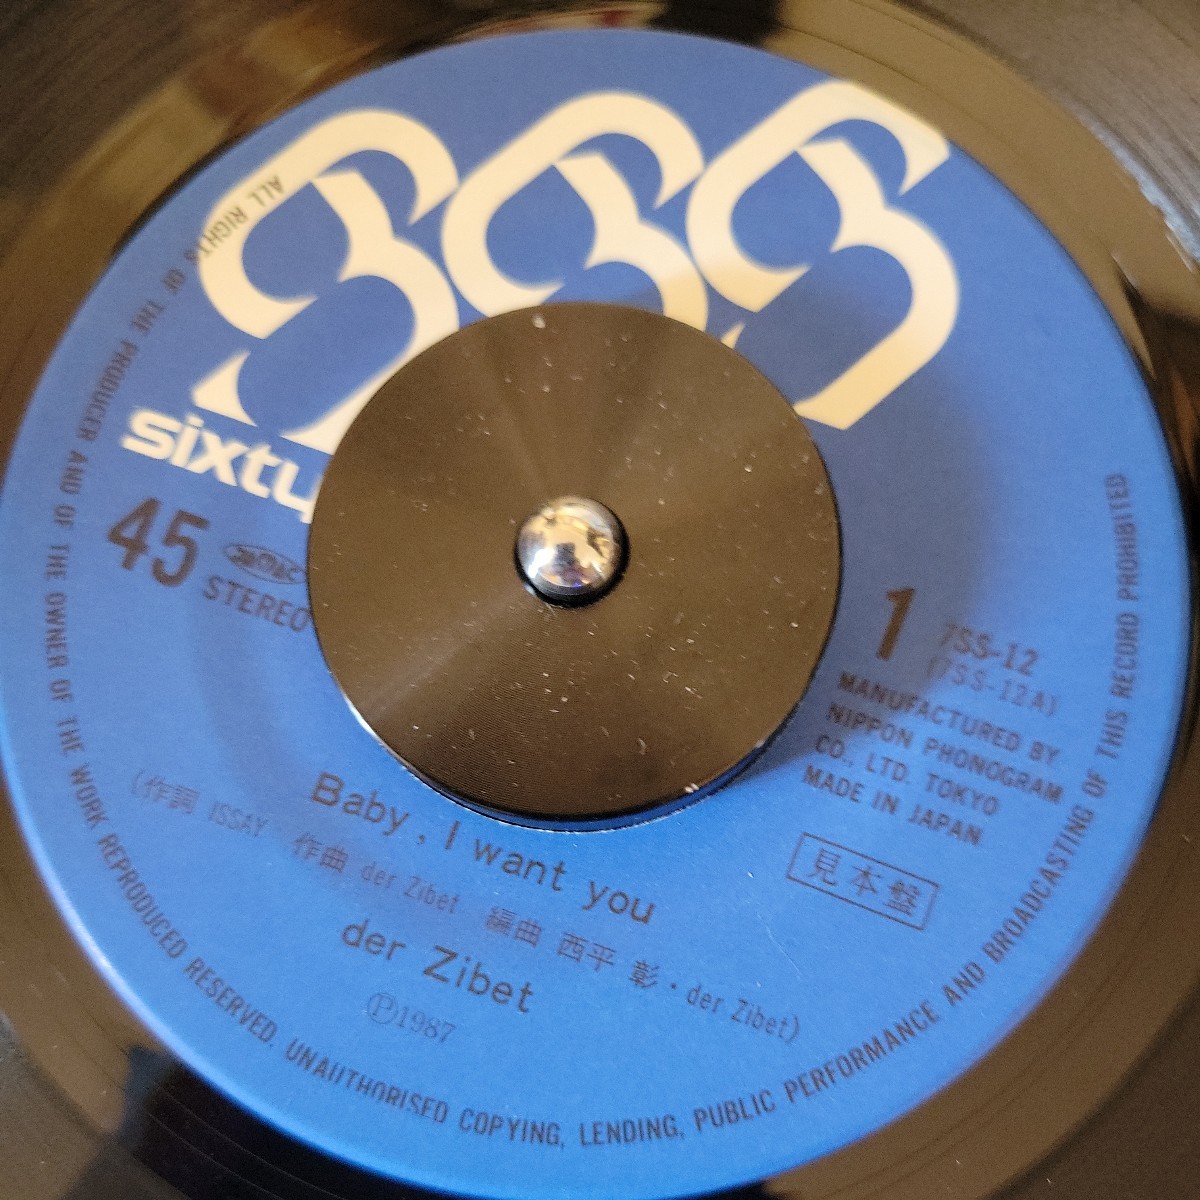 SSS
sixty
45
STEREO
1
7SS-12
(7SS-12A)
MANUFACTURED BY
NIPPON PHONOGRAM
CO., LTD. TOKYO
MADE IN JAPAN
見本盤
Baby, I want you
(作詞 ISSAY 作曲 der Zibet 編曲 西平 彰・der Zibet)
der Zibet
Ⓟ1987
ALL RIGHTS OF THE PRODUCER AND OF THE OWNER OF THE WORK REPRODUCED RESERVED. UNAUTHORISED COPYING, LENDING, PUBLIC PERFORMANCE AND BROADCASTING OF THIS RECORD PROHIBITED